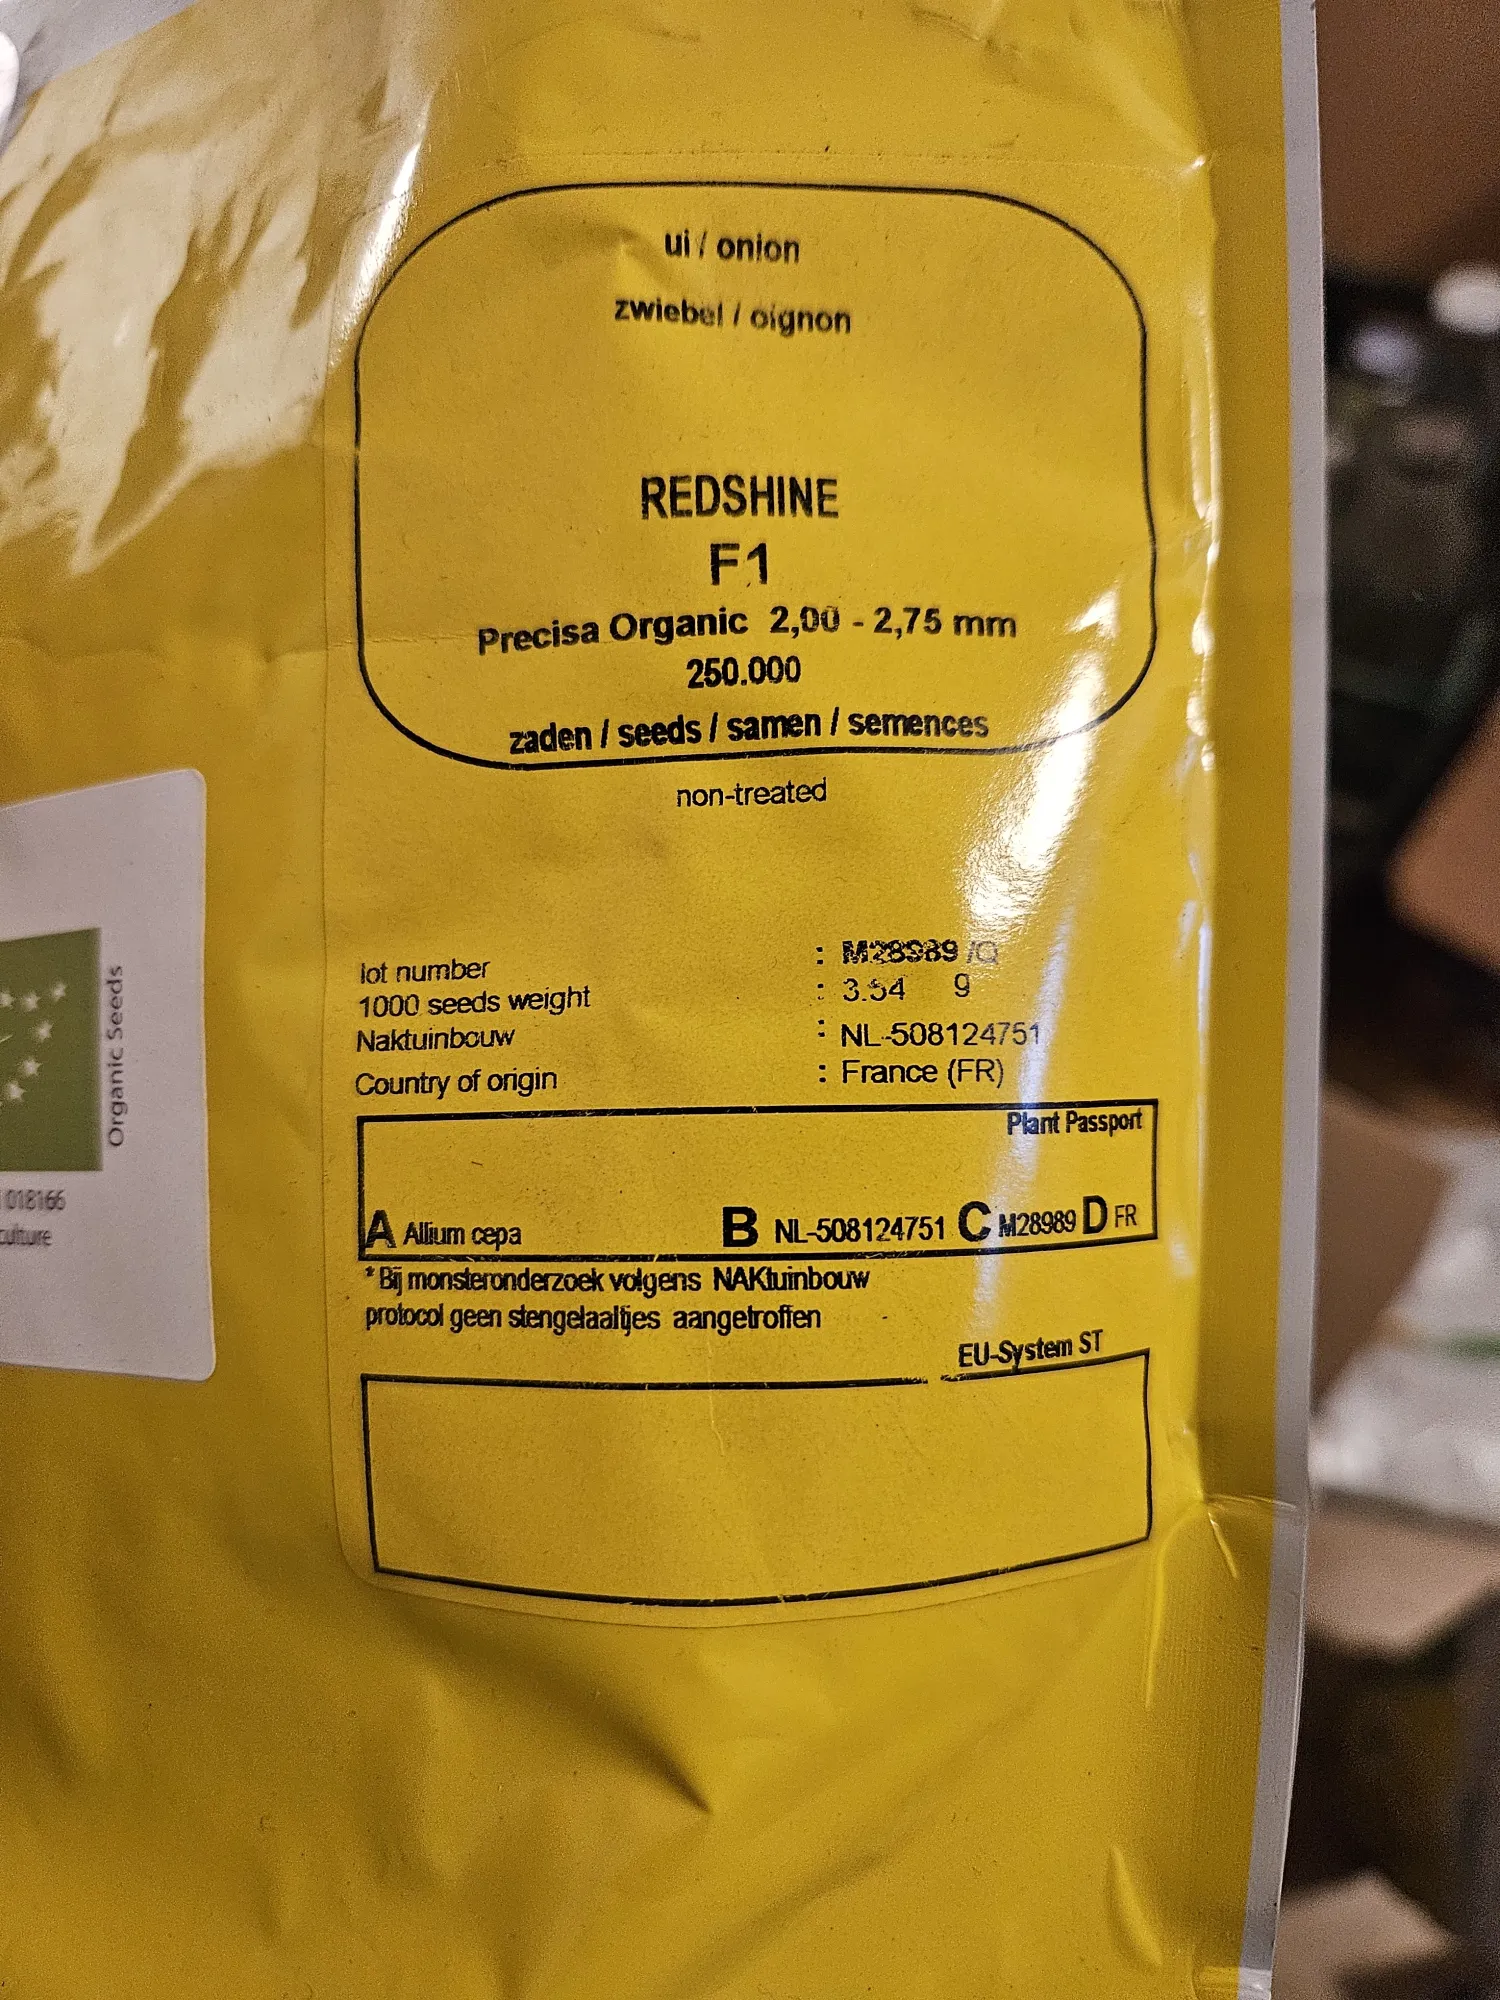 ui / onion
zwiebel / oignon
REDSHINE
F1
Precisa Organic 2,00 - 2,75 mm
250.000
zaden / seeds / samen / semences
non-treated
lot number : M28989 /Q
1000 seeds weight : 3.54 g
Naktuinbouw : NL-508124751
Country of origin : France (FR)
Plant Passport
A Allium cepa B NL-508124751 C M28989 D FR
* Bij monsteronderzoek volgens NAKtuinbouw
protocol geen stengelaaltjes aangetroffen
EU-System ST
Organic Seeds
018166
culture